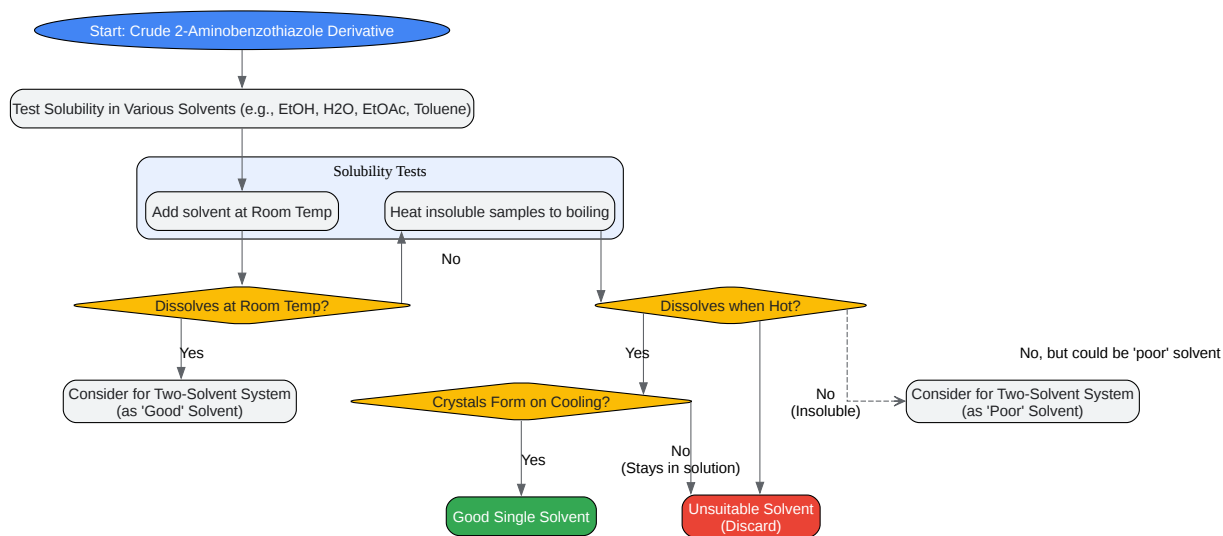 Start: Crude 2-Aminobenzothiazole Derivative
Test Solubility in Various Solvents (e.g., EtOH, H2O, EtOAc, Toluene)
Solubility Tests
Add solvent at Room Temp
Heat insoluble samples to boiling
No
Dissolves at Room Temp?
Dissolves when Hot?
Yes
Yes
No, but could be 'poor' solvent
Consider for Two-Solvent System
(as 'Good' Solvent)
Crystals Form on Cooling?
No
(Insoluble)
Consider for Two-Solvent System
(as 'Poor' Solvent)
Yes
No
(Stays in solution)
Good Single Solvent
Unsuitable Solvent
(Discard)